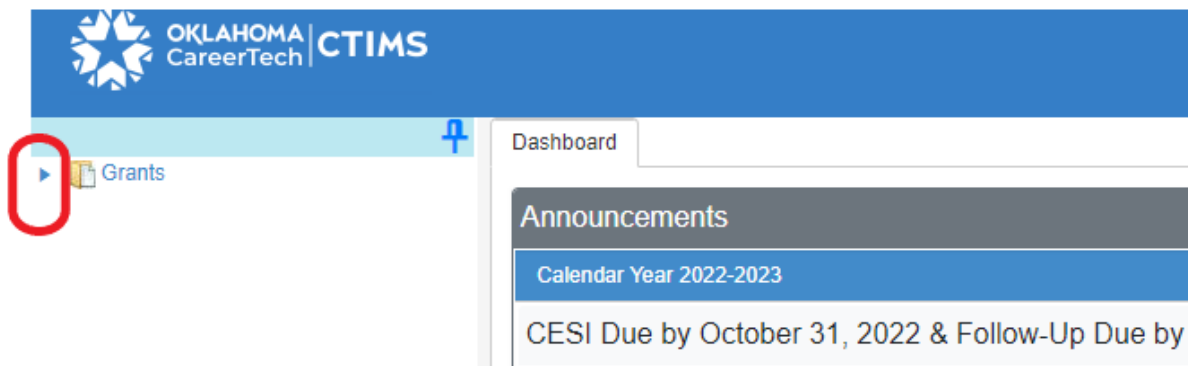 OKLAHOMA
CareerTech CTIMS
Grants
Dashboard
Announcements
Calendar Year 2022-2023
CESI Due by October 31, 2022 & Follow-Up Due by